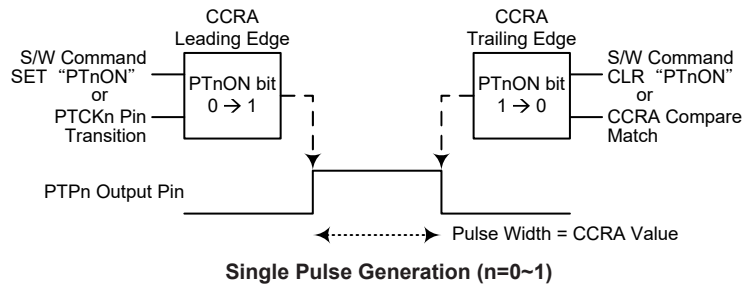 CCRA
Leading Edge
S/W Command
SET “PTnON”
or
PTCKn Pin
Transition
PTnON bit
0 → 1
CCRA
Trailing Edge
PTnON bit
1 → 0
S/W Command
CLR “PTnON”
or
CCRA Compare
Match
PTPn Output Pin
Pulse Width = CCRA Value
Single Pulse Generation (n=0~1)